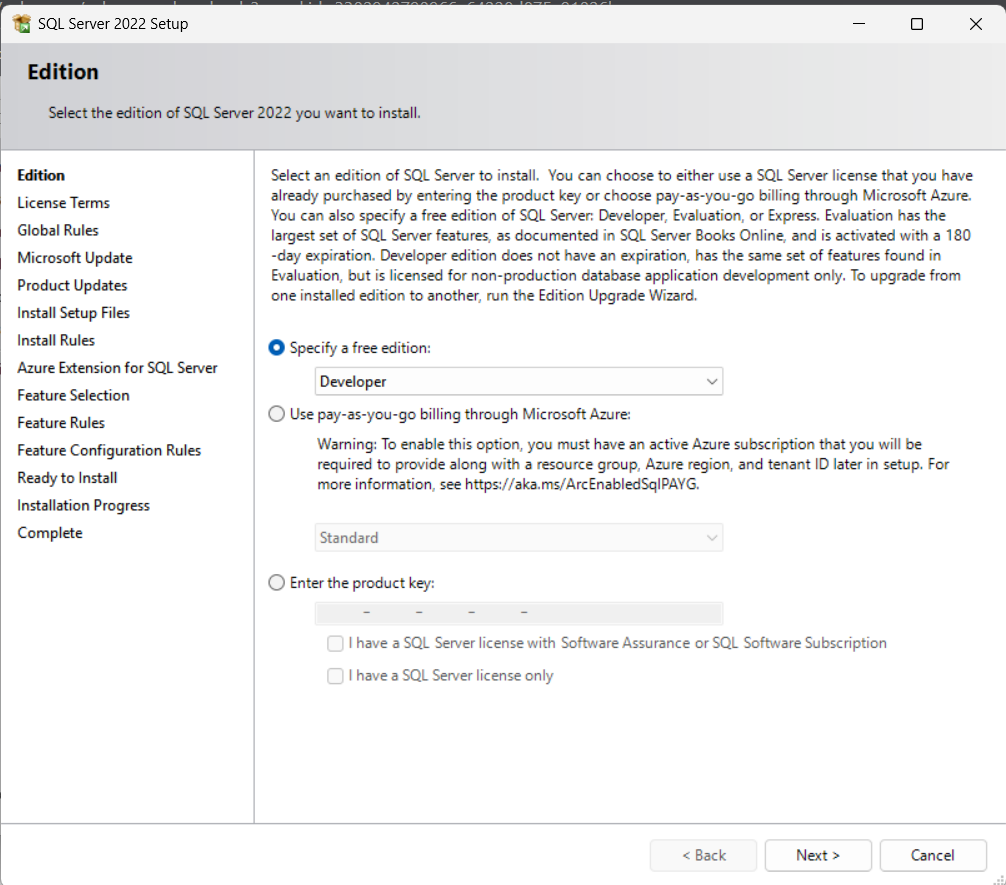 SQL Server 2022 Setup
Edition
Select the edition of SQL Server 2022 you want to install.
Edition
License Terms
Global Rules
Microsoft Update
Product Updates
Install Setup Files
Install Rules
Azure Extension for SQL Server
Feature Selection
Feature Rules
Feature Configuration Rules
Ready to Install
Installation Progress
Complete
Select an edition of SQL Server to install.  You can choose to either use a SQL Server license that you have
already purchased by entering the product key or choose pay-as-you-go billing through Microsoft Azure.
You can also specify a free edition of SQL Server: Developer, Evaluation, or Express. Evaluation has the
largest set of SQL Server features, as documented in SQL Server Books Online, and is activated with a 180
-day expiration. Developer edition does not have an expiration, has the same set of features found in
Evaluation, but is licensed for non-production database application development only. To upgrade from
one installed edition to another, run the Edition Upgrade Wizard.
Specify a free edition:
Developer
Use pay-as-you-go billing through Microsoft Azure:
Warning: To enable this option, you must have an active Azure subscription that you will be
required to provide along with a resource group, Azure region, and tenant ID later in setup. For
more information, see https://aka.ms/ArcEnabledSqlPAYG.
Standard
Enter the product key:
- - - -
I have a SQL Server license with Software Assurance or SQL Software Subscription
I have a SQL Server license only
< Back
Next >
Cancel